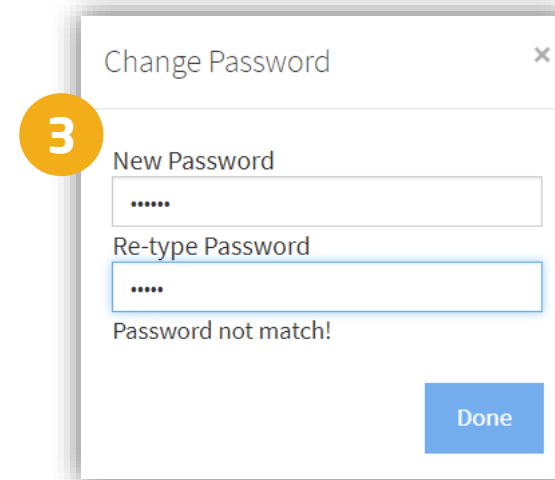 Change Password ×
3
New Password
••••••
Re-type Password
•••••
Password not match!
Done